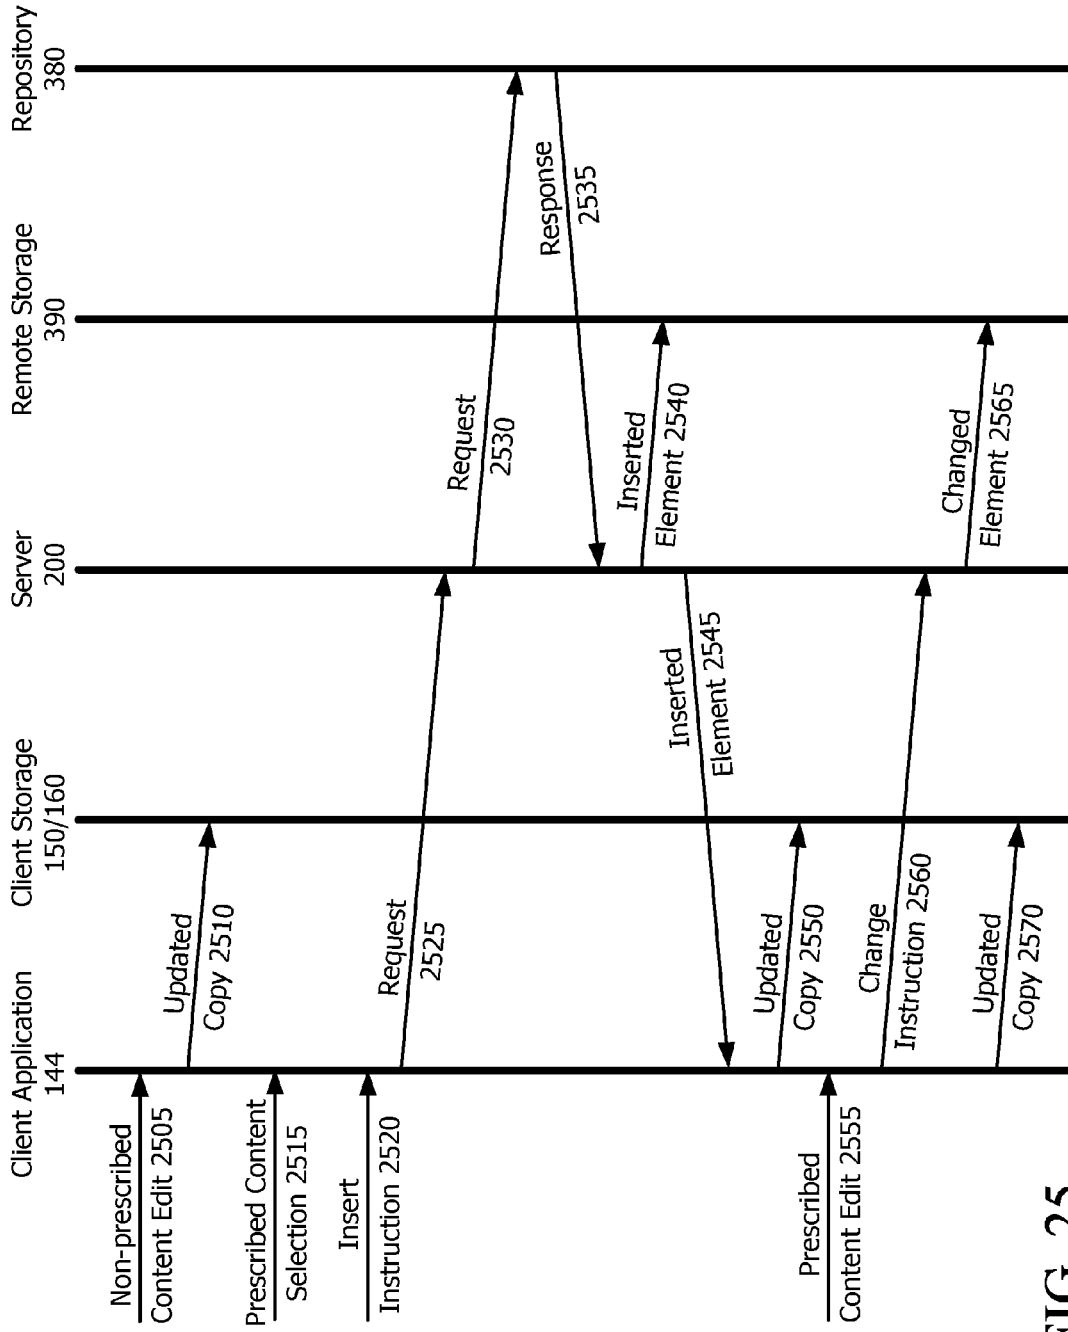 Client Application
144
Client Storage
150/160
Server
200
Remote Storage
390
Repository
380
Non-prescribed
Content Edit 2505
Updated
Copy 2510
Prescribed Content
Selection 2515
Insert
Instruction 2520
Request
2525
Request
2530
Response
2535
Inserted
Element 2540
Inserted
Element 2545
Updated
Copy 2550
Prescribed
Content Edit 2555
Change
Instruction 2560
Changed
Element 2565
Updated
Copy 2570
FIG. 25